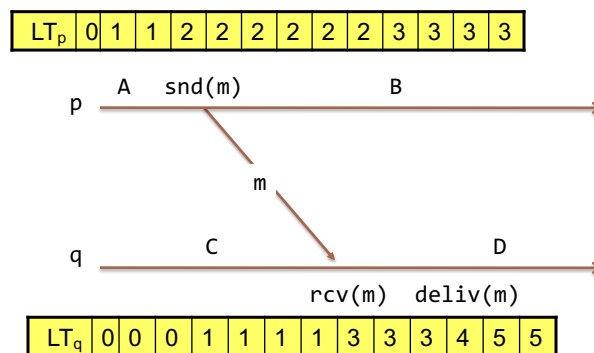 LTp 0 1 1 2 2 2 2 2 2 3 3 3 3
A snd(m) B
p
m
C D
q
rcv(m) deliv(m)
LTq 0 0 0 1 1 1 1 3 3 3 4 5 5